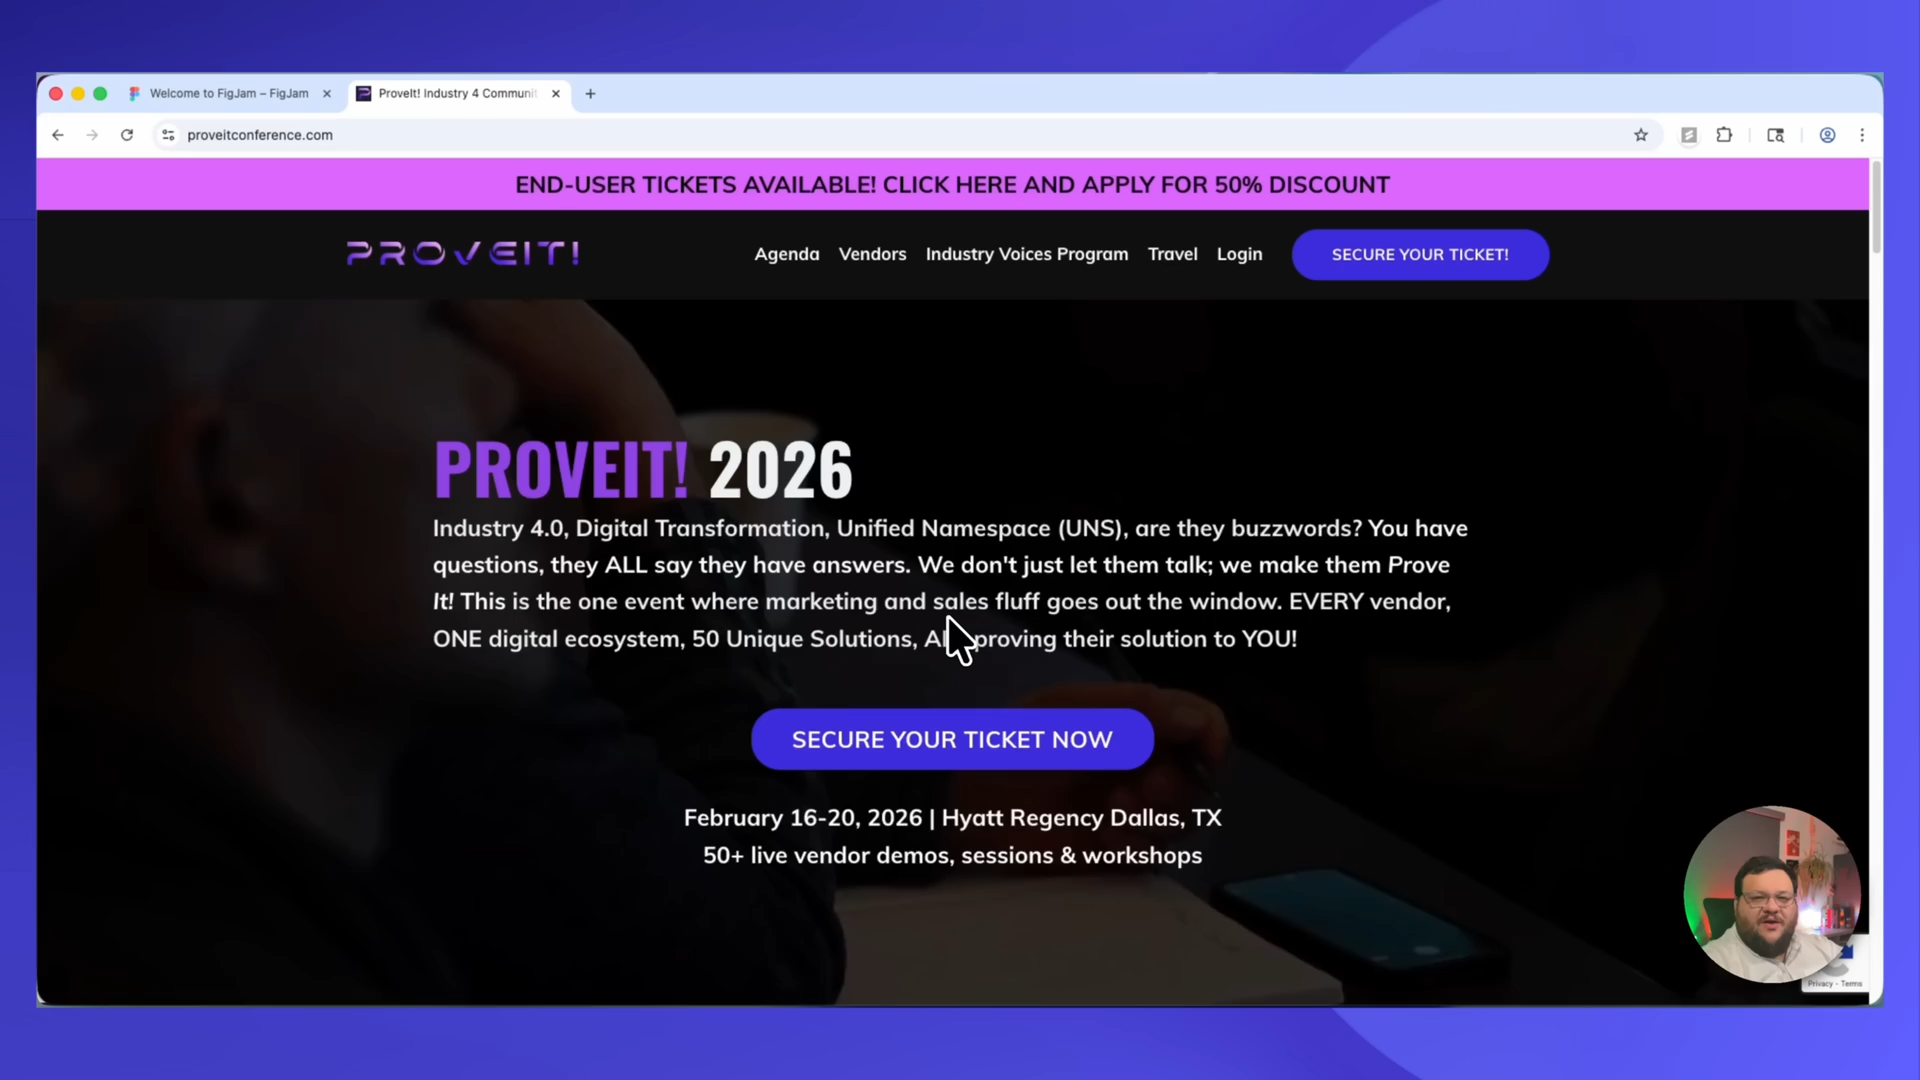 Welcome to FigJam – FigJam
ProveIt! Industry 4 Communi
proveitconference.com
END-USER TICKETS AVAILABLE! CLICK HERE AND APPLY FOR 50% DISCOUNT
PROVEIT!
Agenda Vendors Industry Voices Program Travel Login SECURE YOUR TICKET!
PROVEIT! 2026
Industry 4.0, Digital Transformation, Unified Namespace (UNS), are they buzzwords? You have
questions, they ALL say they have answers. We don't just let them talk; we make them Prove
It! This is the one event where marketing and sales fluff goes out the window. EVERY vendor,
ONE digital ecosystem, 50 Unique Solutions, proving their solution to YOU!
SECURE YOUR TICKET NOW
February 16-20, 2026 | Hyatt Regency Dallas, TX
50+ live vendor demos, sessions & workshops
Privacy - Terms